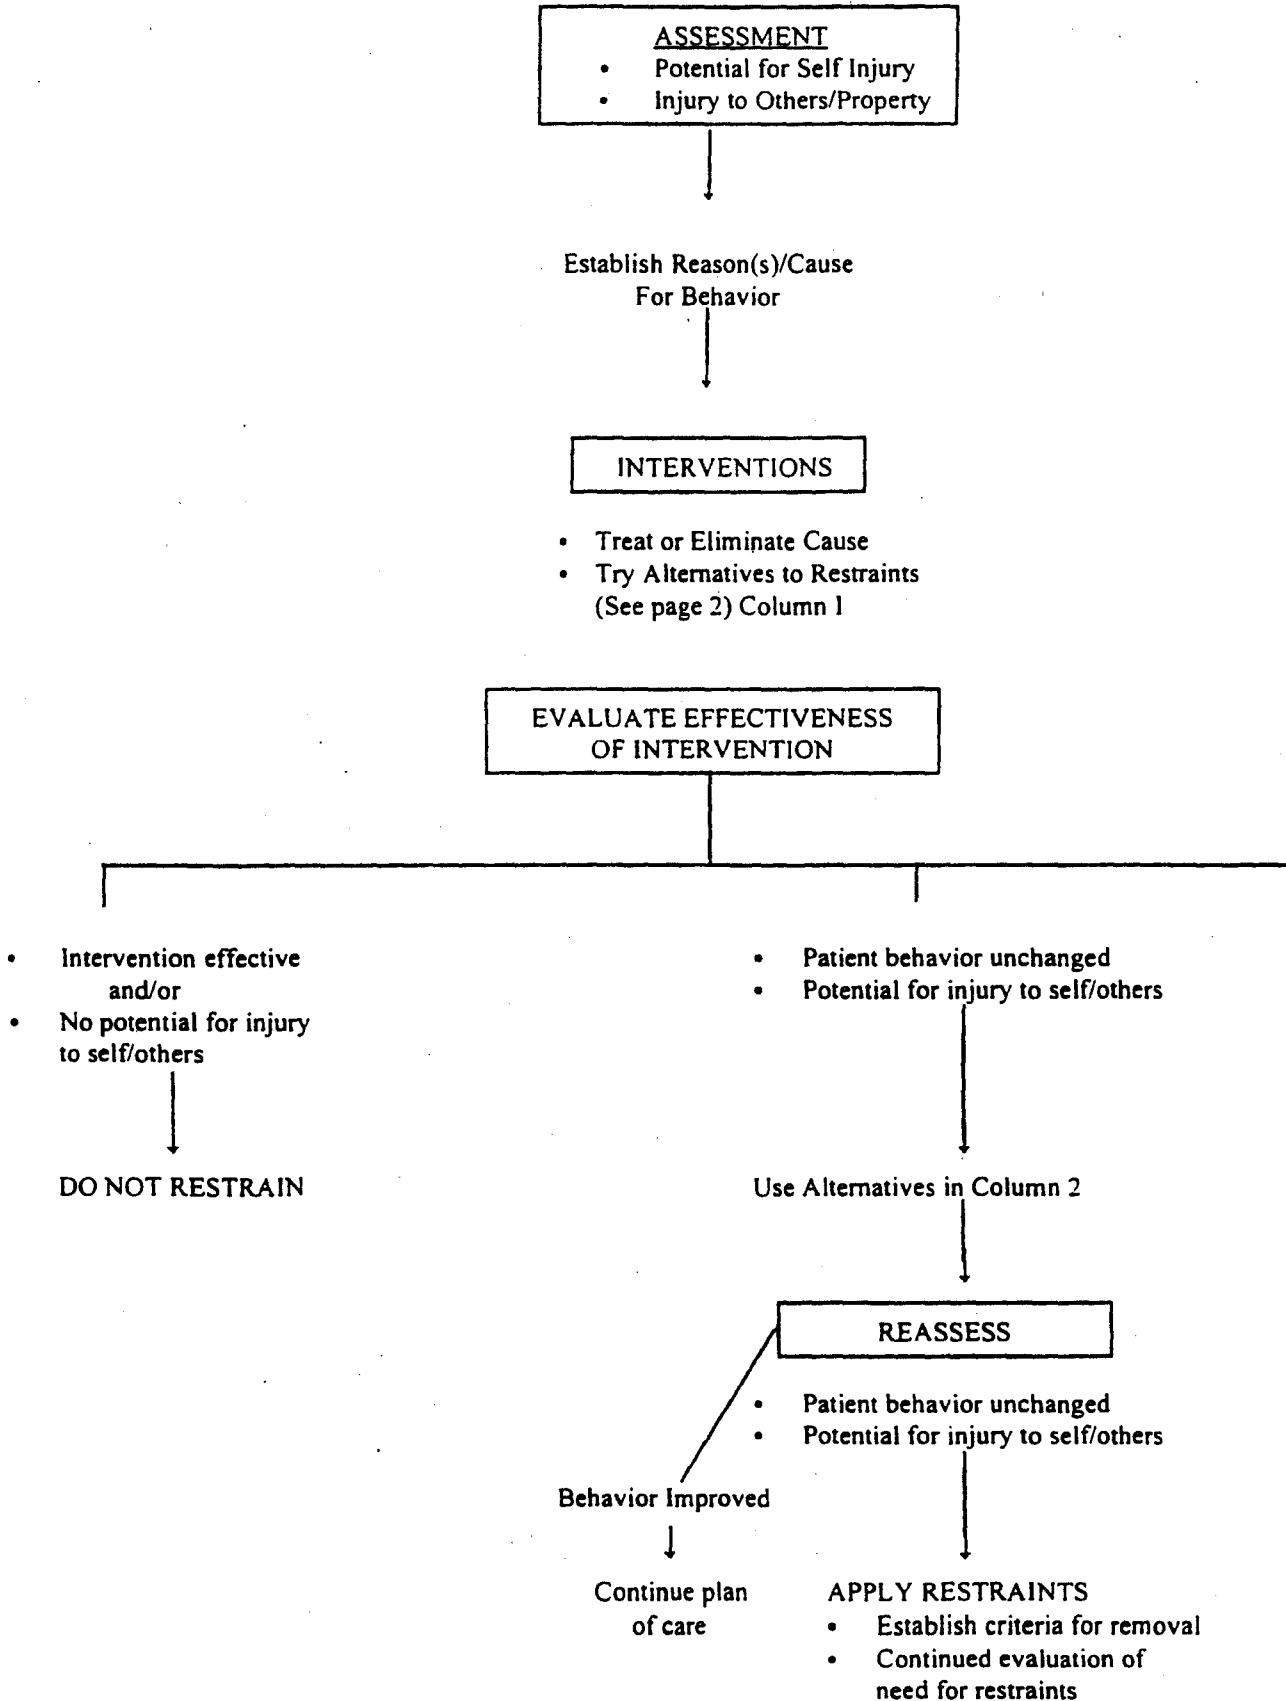 ASSESSMENT
• Potential for Self Injury
• Injury to Others/Property
Establish Reason(s)/Cause
For Behavior
INTERVENTIONS
• Treat or Eliminate Cause
• Try Alternatives to Restraints
(See page 2) Column 1
EVALUATE EFFECTIVENESS
OF INTERVENTION
• Intervention effective
and/or
• No potential for injury
to self/others
DO NOT RESTRAIN
• Patient behavior unchanged
• Potential for injury to self/others
Use Alternatives in Column 2
REASSESS
• Patient behavior unchanged
• Potential for injury to self/others
Behavior Improved
Continue plan
of care
APPLY RESTRAINTS
• Establish criteria for removal
• Continued evaluation of
need for restraints